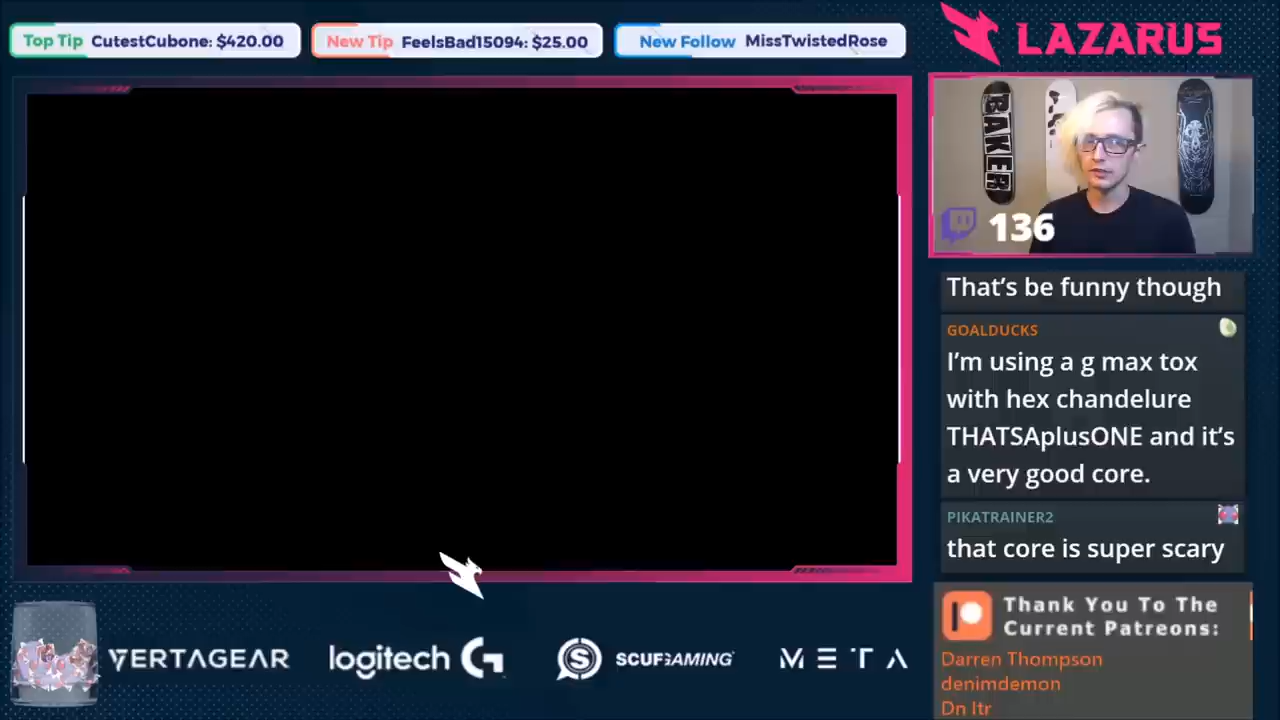 Top Tip CutestCubone: $420.00
New Tip FeelsBad15094: $25.00
New Follow MissTwistedRose
LAZARUS
BAKER
136
That's be funny though
GOALDUCKS
I'm using a g max tox
with hex chandelure
THATSAplusONE and it's
a very good core.
PIKATRAINER2
that core is super scary
Thank You To The
Current Patreons:
Darren Thompson
denimdemon
Dn ltr
VERTAGEAR
logitech G
S SCUFGAMING
META